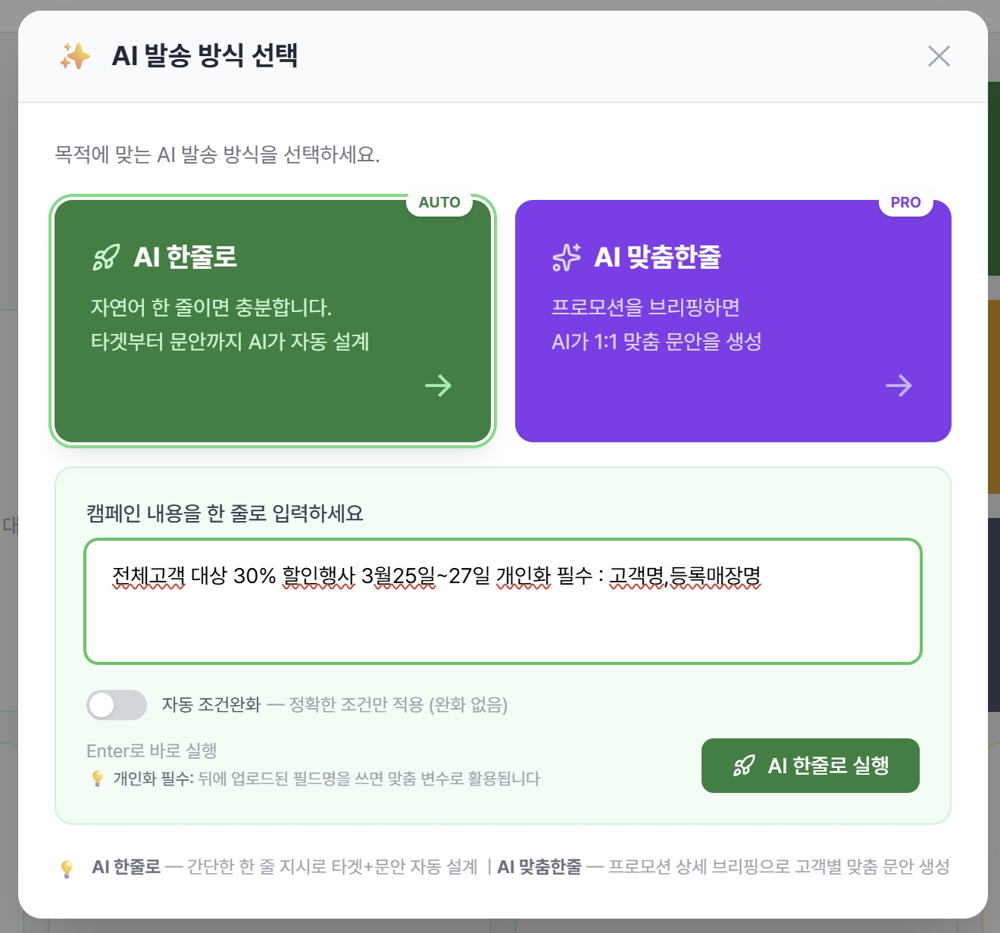 AI 발송 방식 선택
목적에 맞는 AI 발송 방식을 선택하세요.
AUTO
AI 한줄로
자연어 한 줄이면 충분합니다.
타겟부터 문안까지 AI가 자동 설계
PRO
AI 맞춤한줄
프로모션을 브리핑하면
AI가 1:1 맞춤 문안을 생성
캠페인 내용을 한 줄로 입력하세요
전체고객 대상 30% 할인행사 3월25일~27일 개인화 필수 : 고객명,등록매장명
자동 조건완화 — 정확한 조건만 적용 (완화 없음)
Enter로 바로 실행
개인화 필수: 뒤에 업로드된 필드명을 쓰면 맞춤 변수로 활용됩니다
AI 한줄로 실행
AI 한줄로 — 간단한 한 줄 지시로 타겟+문안 자동 설계 | AI 맞춤한줄 — 프로모션 상세 브리핑으로 고객별 맞춤 문안 생성
대